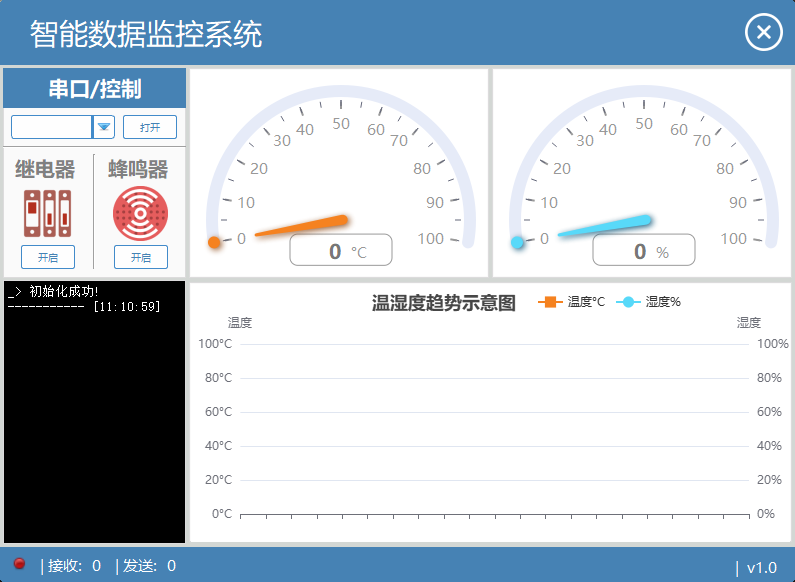 智能数据监控系统
串口/控制
打开
继电器 蜂鸣器
开启 开启
0 10 20 30 40 50 60 70 80 90 100
0 °C
0 10 20 30 40 50 60 70 80 90 100
0 %
_> 初始化成功!
----------- [11:10:59]
温湿度趋势示意图 温度°C 湿度%
温度 湿度
100°C 100%
80°C 80%
60°C 60%
40°C 40%
20°C 20%
0°C 0%
|接收: 0 |发送: 0 | v1.0